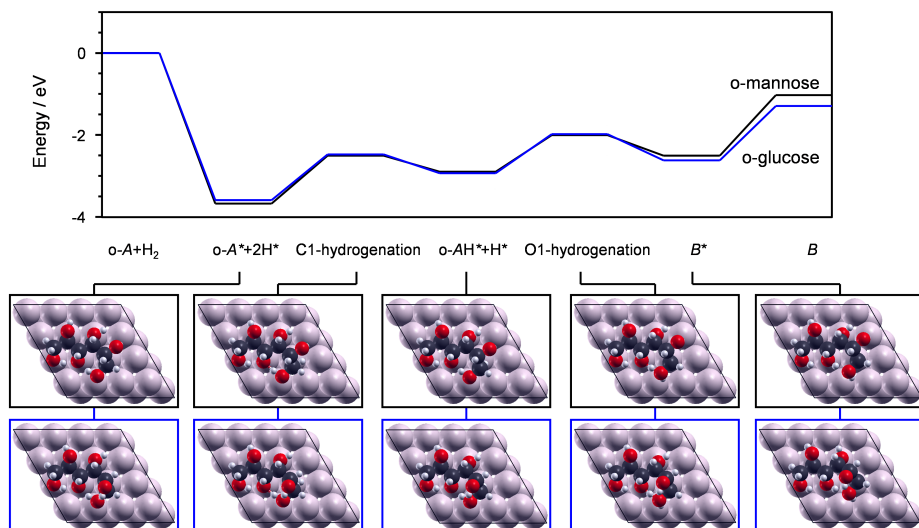 Energy / eV
0
-2
-4
o-mannose
o-glucose
o-A+H₂
o-A*+2H*
C1-hydrogenation
o-AH*+H*
O1-hydrogenation
B*
B